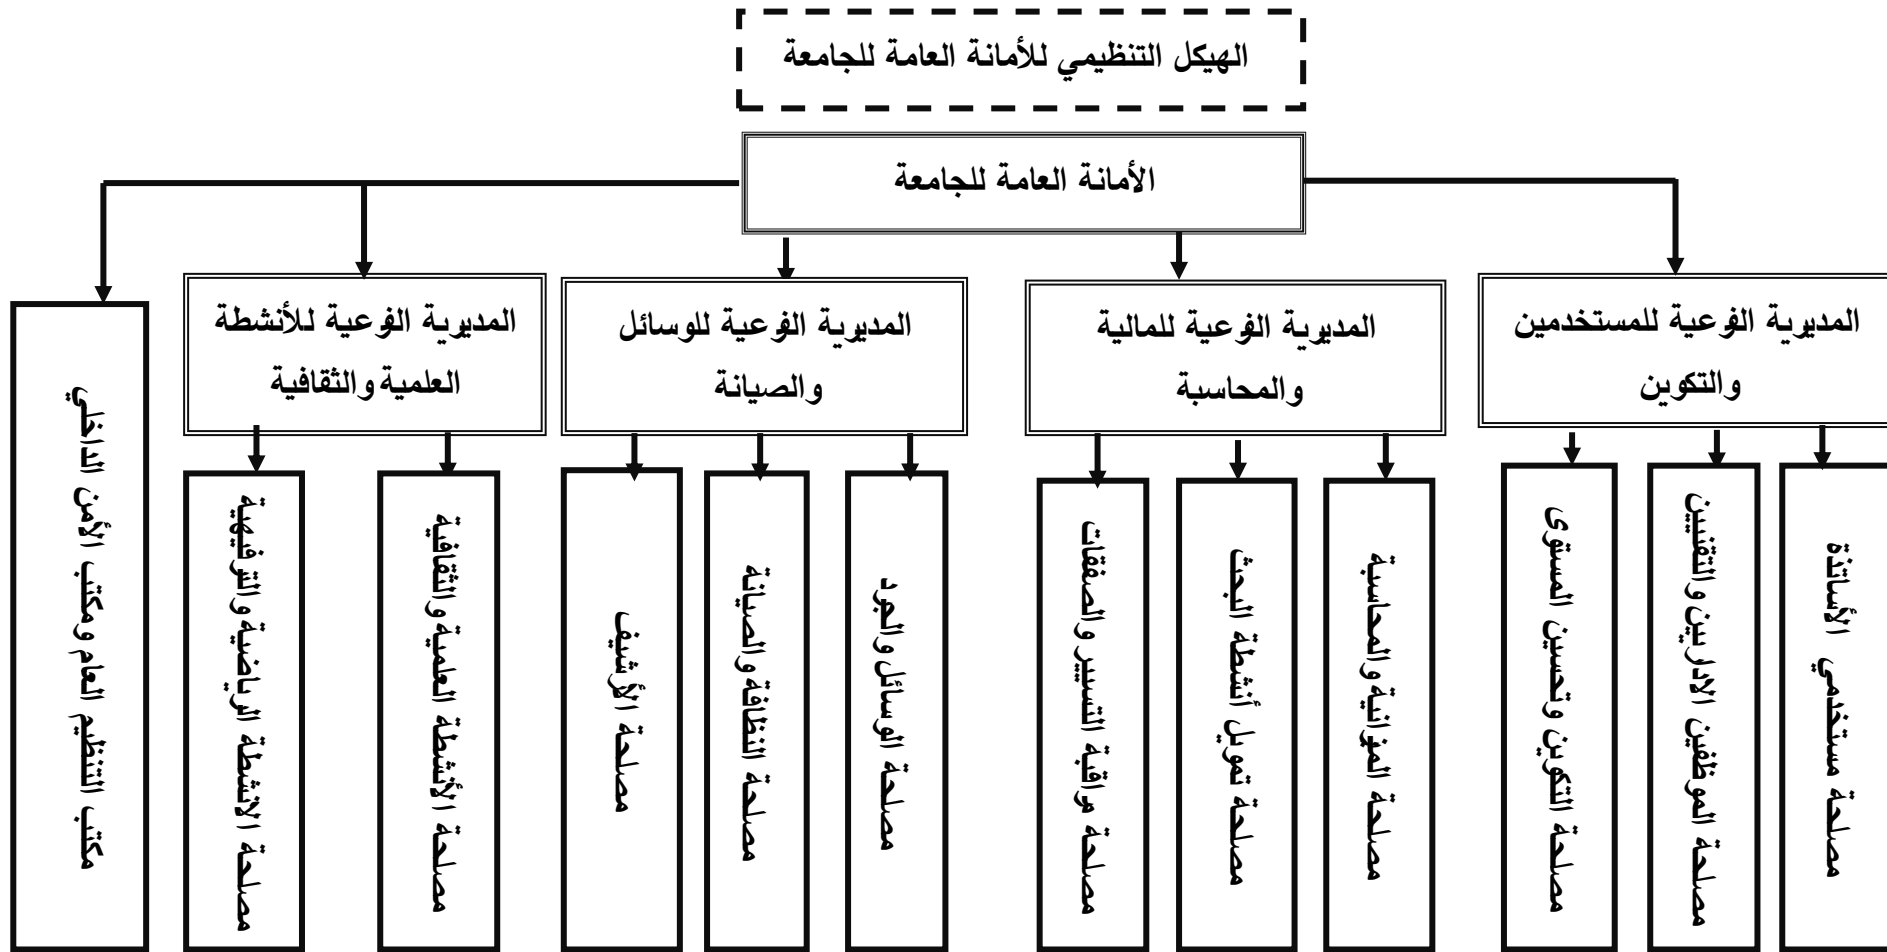 الهيكل التنظيمي للأمانة العامة للجامعة
الأمانة العامة للجامعة
المديرية الفرعية للمستخدمين
والتكوين
المديرية الفرعية للمالية
والمحاسبة
المديرية الفرعية للوسائل
والصيانة
المديرية الفرعية للأنشطة
العلمية والثقافية
مصلحة مستخدمي الأساتذة
مصلحة الموظفين الاداريين والتقنيين
مصلحة التكوين وتحسين المستوى
مصلحة الميزانية والمحاسبة
مصلحة تمويل أنشطة البحث
مصلحة مراقبة التسيير والصفقات
مصلحة الوسائل والجرد
مصلحة النظافة والصيانة
مصلحة الأرشيف
مصلحة الأنشطة العلمية والثقافية
مصلحة الانشطة الرياضية والترفيهية
مكتب التنظيم العام ومكتب الأمن الداخلي